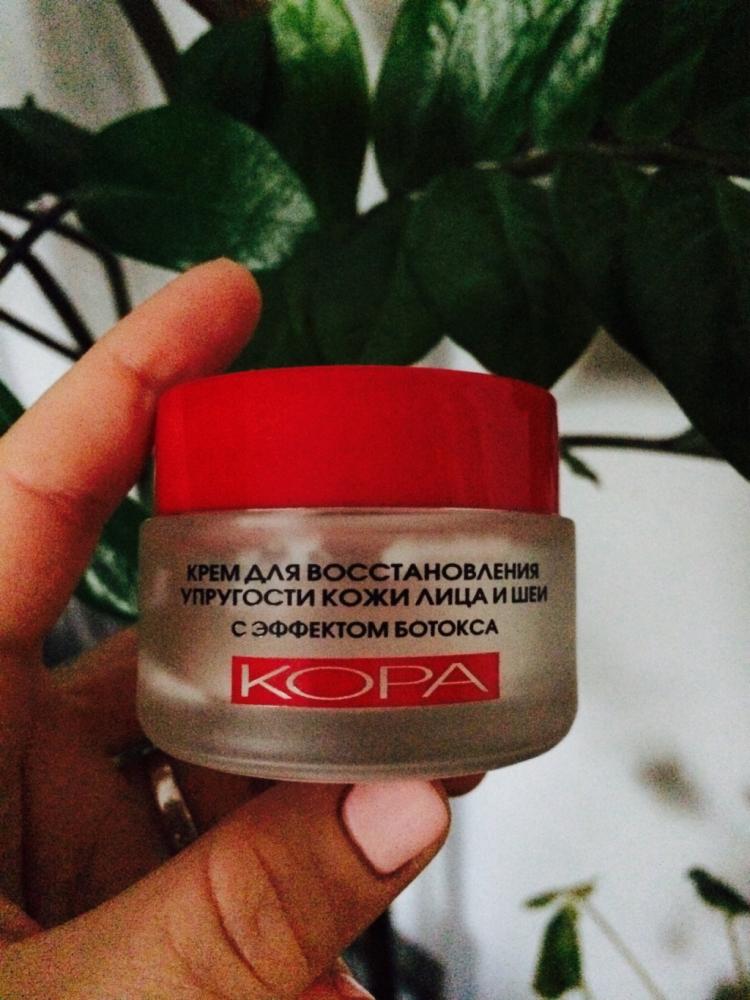 КРЕМ ДЛЯ ВОССТАНОВЛЕНИЯ
УПРУГОСТИ КОЖИ ЛИЦА И ШЕИ
С ЭФФЕКТОМ БОТОКСА
КОРА